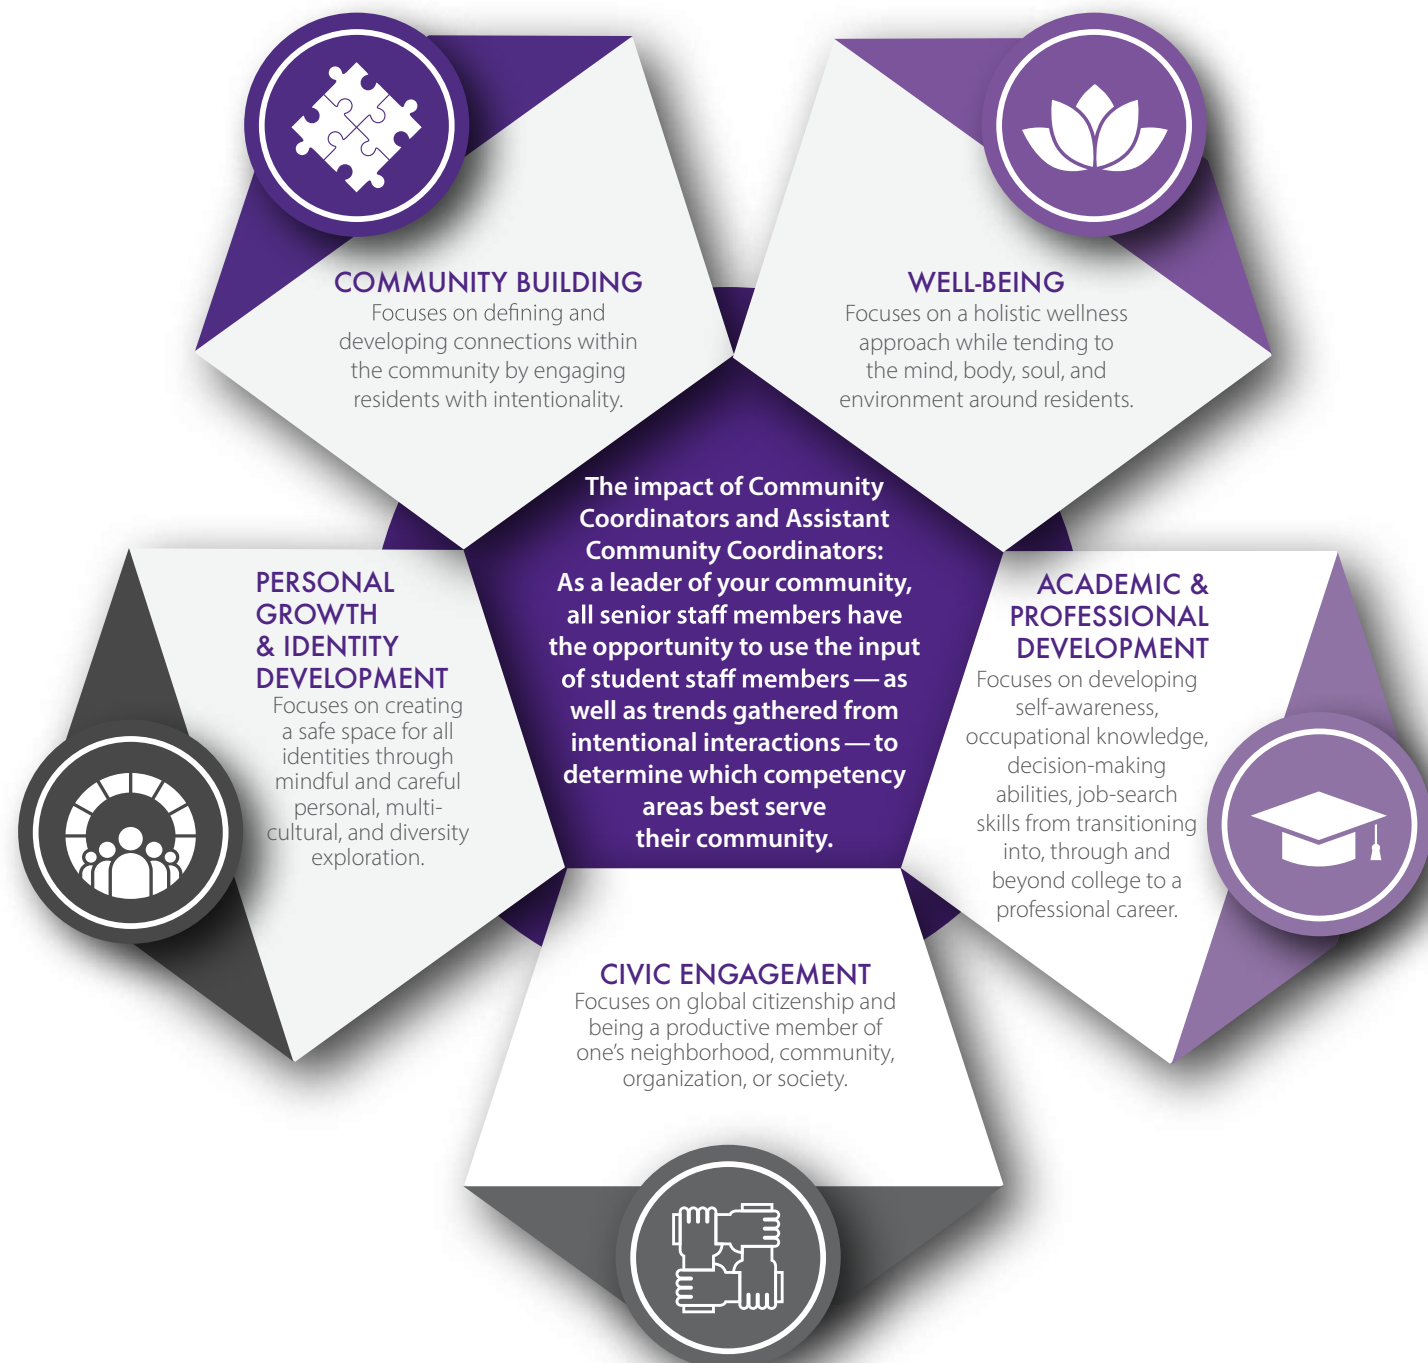 COMMUNITY BUILDING
Focuses on defining and
developing connections within
the community by engaging
residents with intentionality.
WELL-BEING
Focuses on a holistic wellness
approach while tending to
the mind, body, soul, and
environment around residents.
The impact of Community
Coordinators and Assistant
Community Coordinators:
As a leader of your community,
all senior staff members have
the opportunity to use the input
of student staff members — as
well as trends gathered from
intentional interactions — to
determine which competency
areas best serve
their community.
PERSONAL
GROWTH
& IDENTITY
DEVELOPMENT
Focuses on creating
a safe space for all
identities through
mindful and careful
personal, multi-
cultural, and diversity
exploration.
ACADEMIC &
PROFESSIONAL
DEVELOPMENT
Focuses on developing
self-awareness,
occupational knowledge,
decision-making
abilities, job-search
skills from transitioning
into, through and
beyond college to a
professional career.
CIVIC ENGAGEMENT
Focuses on global citizenship and
being a productive member of
one's neighborhood, community,
organization, or society.